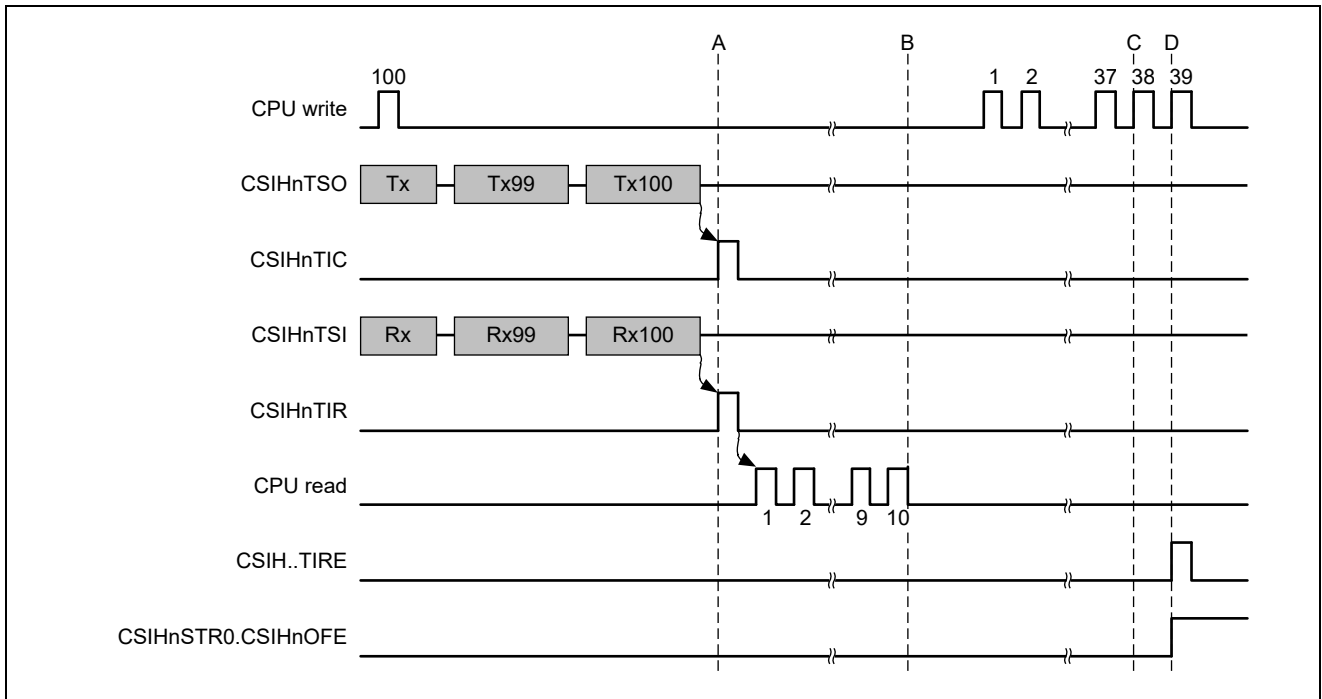 A B C D
100 1 2 37 38 39
CPU write
CSIHnTSO Tx Tx99 Tx100
CSIHnTIC
CSIHnTSI Rx Rx99 Rx100
CSIHnTIR
CPU read
1 2 9 10
CSIH..TIRE
CSIHnSTR0.CSIHnOFE